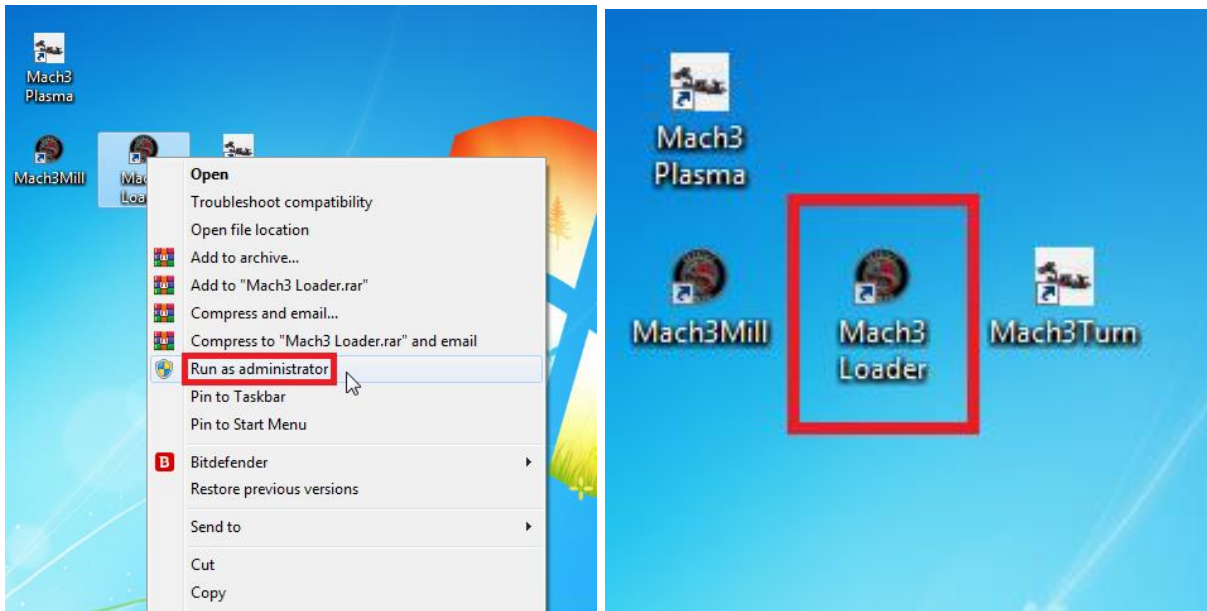 Mach3
Plasma
Mach3Mill
Open
Troubleshoot compatibility
Open file location
Add to archive...
Add to "Mach3 Loader.rar"
Compress and email...
Compress to "Mach3 Loader.rar" and email
Run as administrator
Pin to Taskbar
Pin to Start Menu
B Bitdefender
Restore previous versions
Send to
Cut
Copy
Mach3
Plasma
Mach3Mill
Mach3
Loader
Mach3Turn